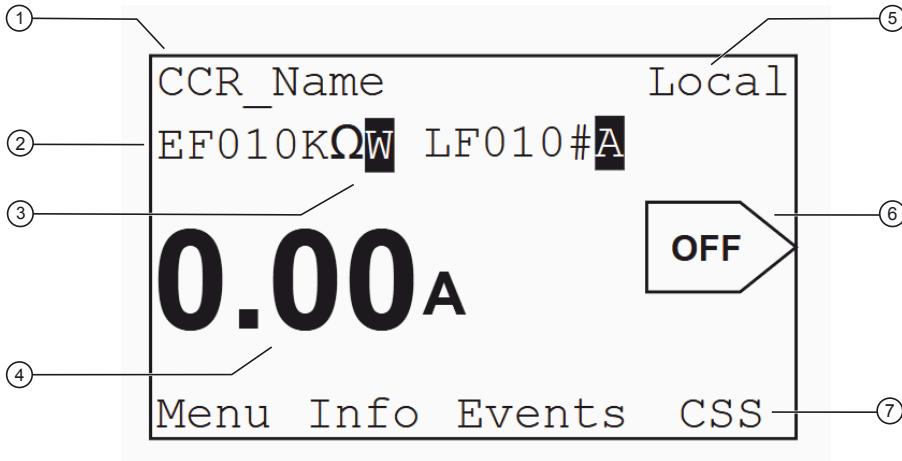 1
5
CCR_Name Local
2
EF010KΩW LF010#A
3
6
OFF
0.00A
4
Menu Info Events CSS
7